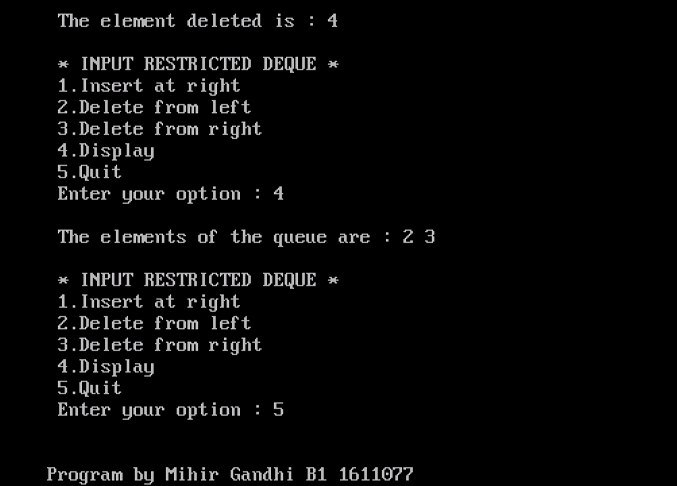 The element deleted is : 4
* INPUT RESTRICTED DEQUE *
1.Insert at right
2.Delete from left
3.Delete from right
4.Display
5.Quit
Enter your option : 4
The elements of the queue are : 2 3
* INPUT RESTRICTED DEQUE *
1.Insert at right
2.Delete from left
3.Delete from right
4.Display
5.Quit
Enter your option : 5
Program by Mihir Gandhi B1 1611077